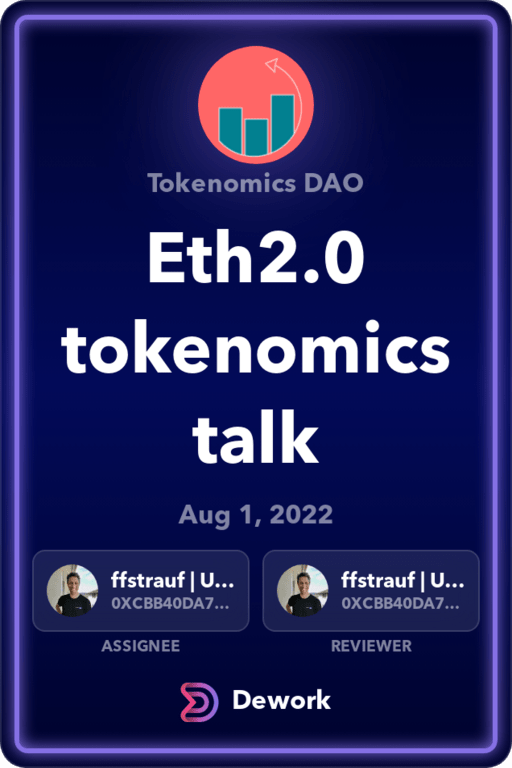 Tokenomics DAO
Eth2.0
tokenomics
talk
Aug 1, 2022
ffstrauf | U...
0XCBB40DA7...
ASSIGNEE
ffstrauf | U...
0XCBB40DA7...
REVIEWER
Dework